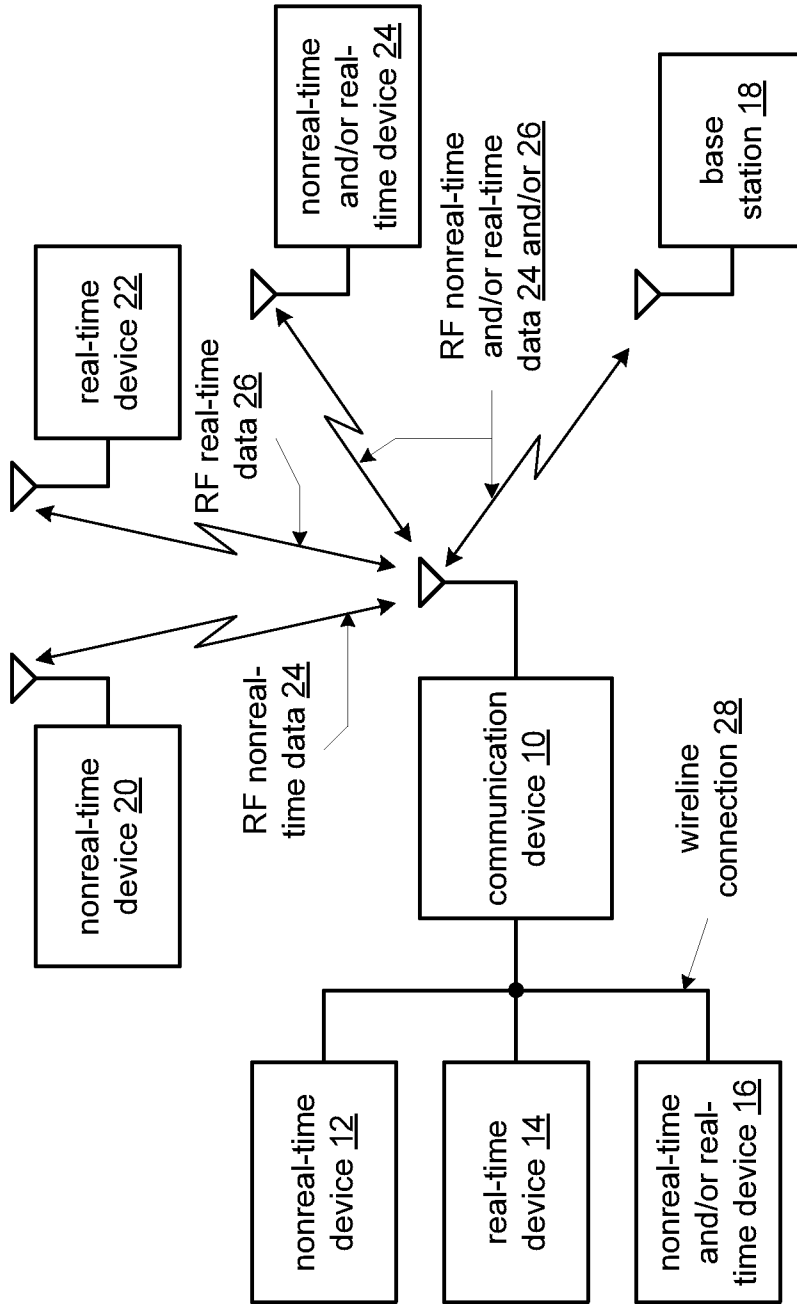 nonreal-time
device 20
real-time
device 22
RF nonreal-
time data 24
RF real-time
data 26
nonreal-time
and/or real-
time device 24
nonreal-time
device 12
communication
device 10
RF nonreal-time
and/or real-time
data 24 and/or 26
real-time
device 14
nonreal-time
and/or real-
time device 16
wireline
connection 28
base
station 18